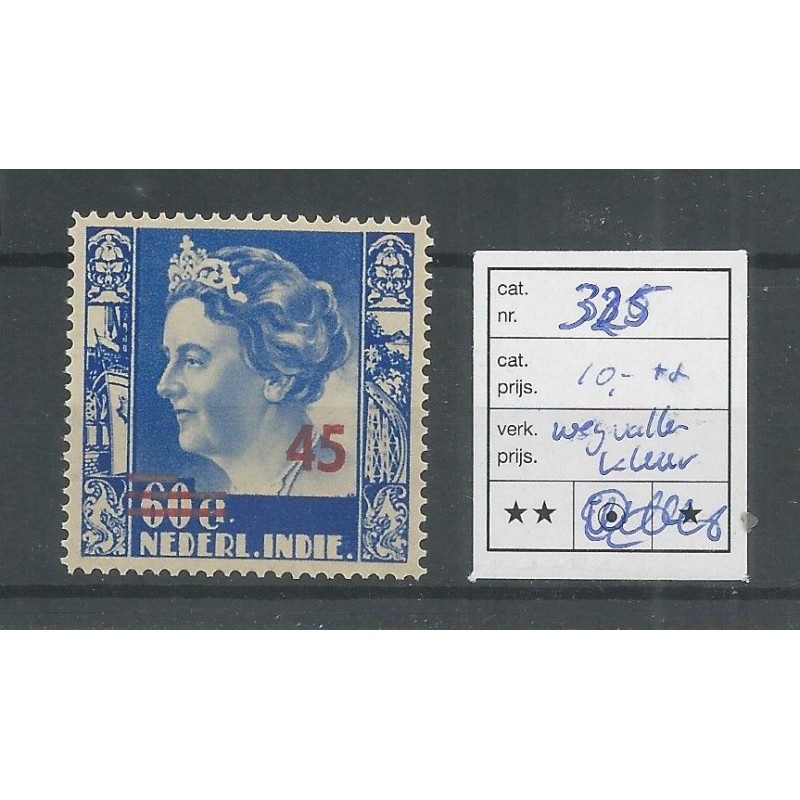 45
60 c.
NEDERL. INDIE.
cat. nr. 325
cat. prijs. 10,- **
verk. prijs. wegvallen kleur
★★ ★